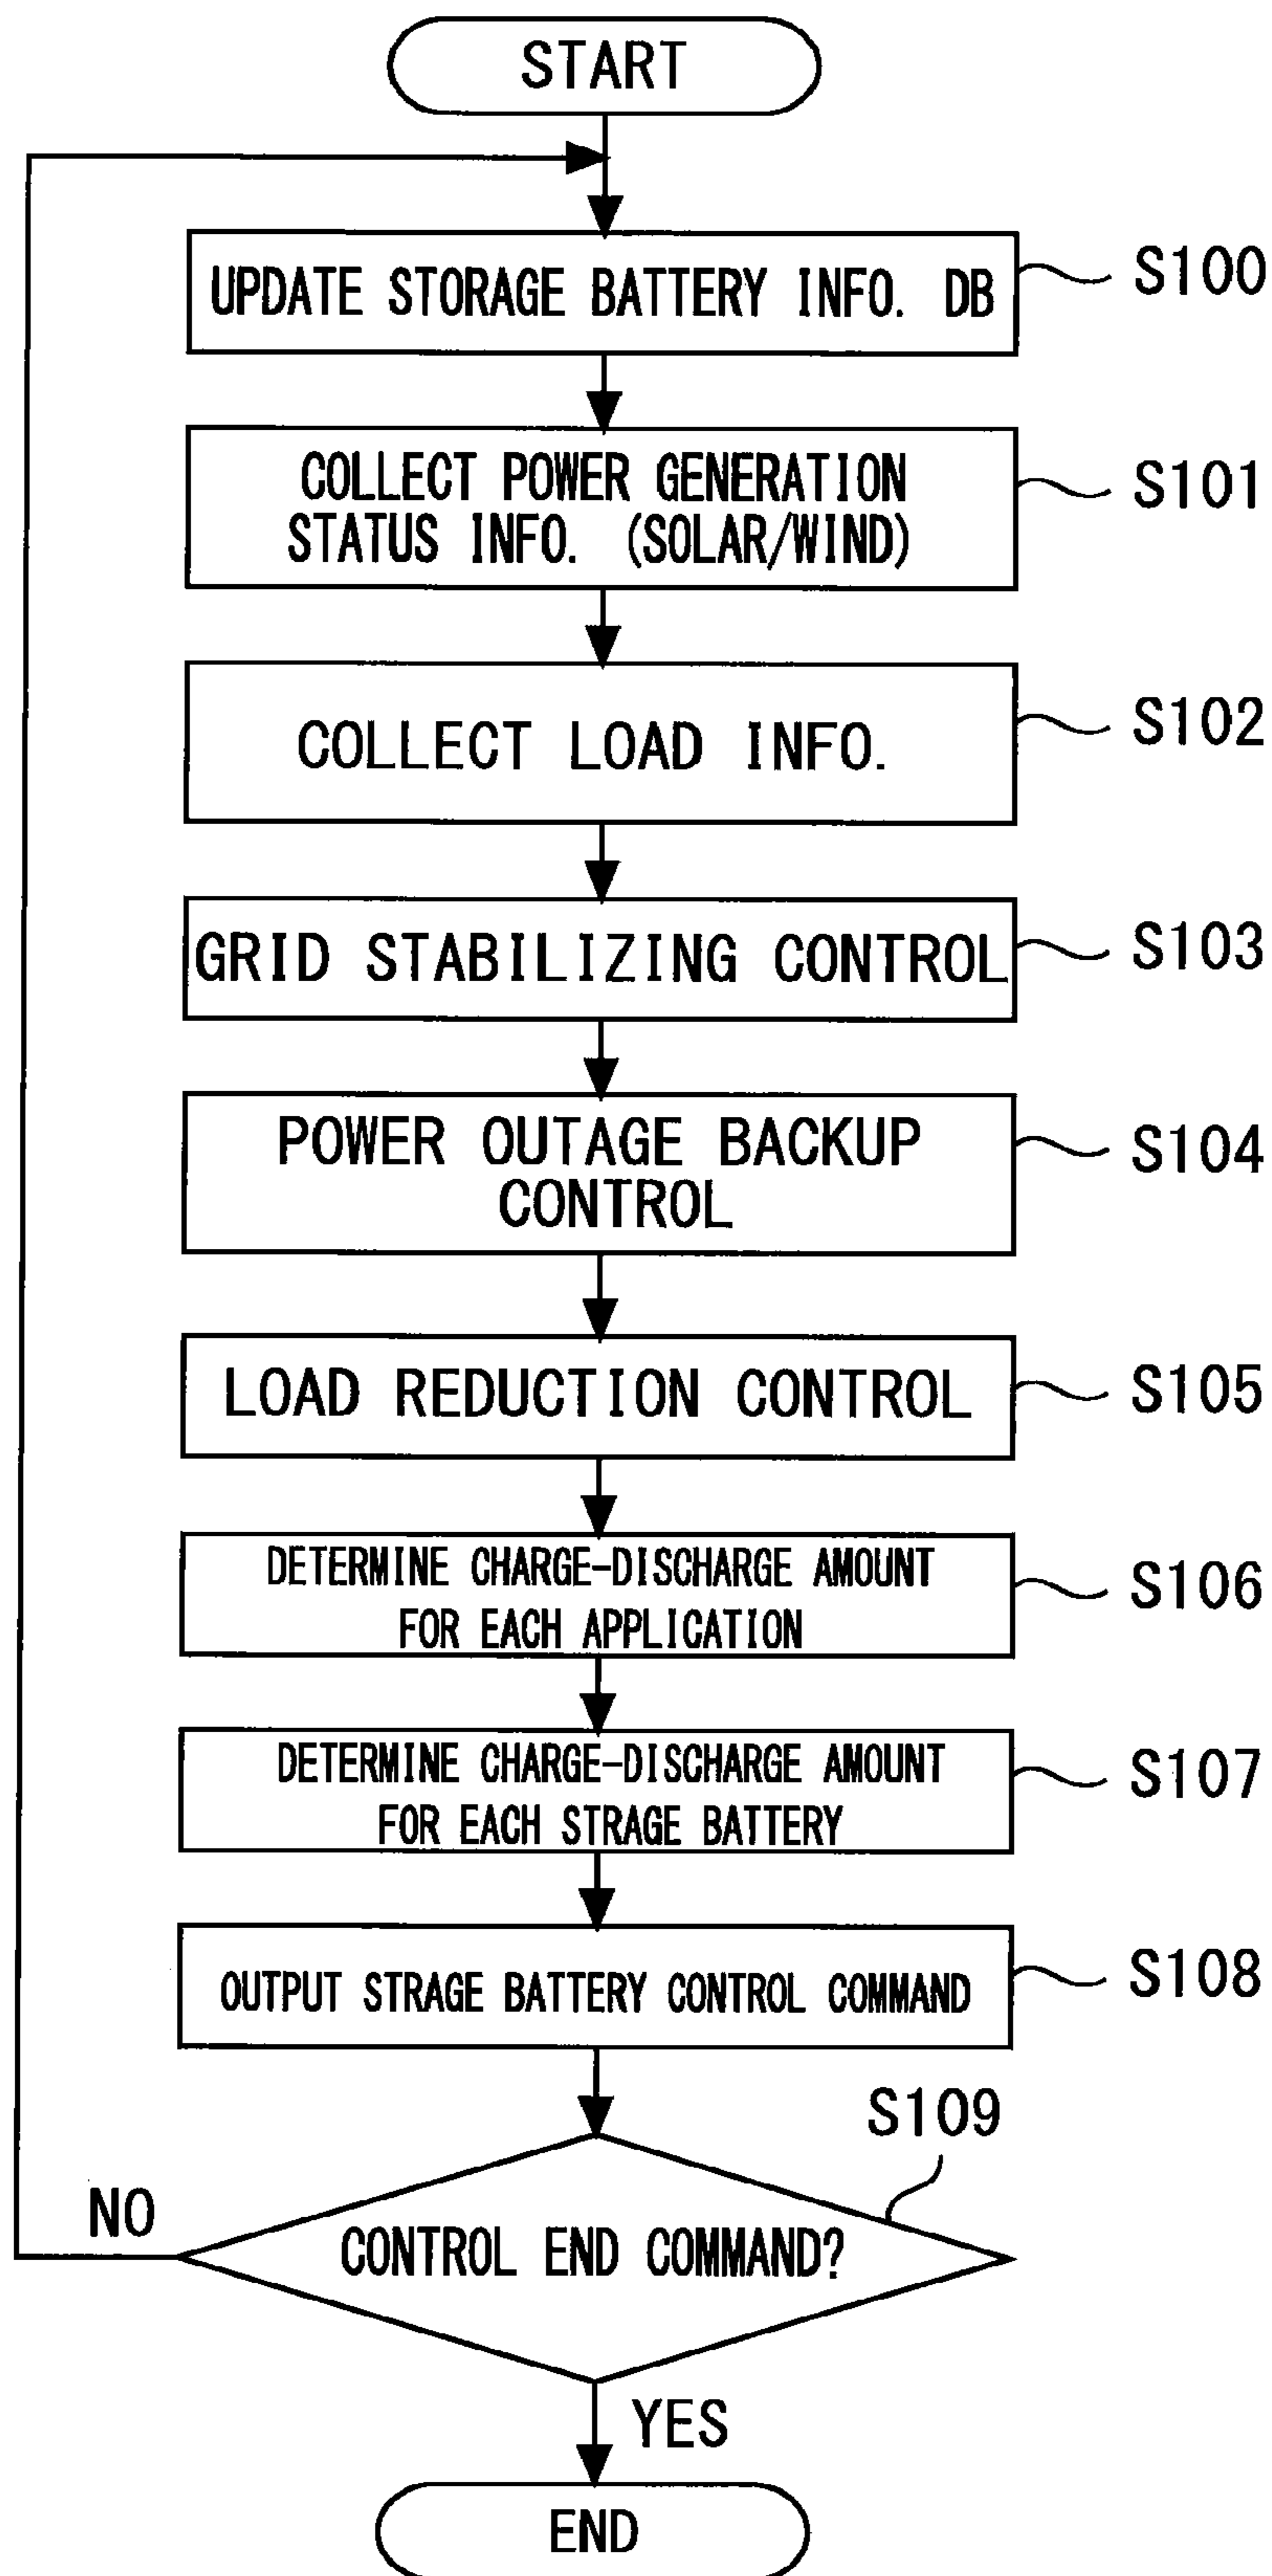 START
UPDATE STORAGE BATTERY INFO. DB
S100
COLLECT POWER GENERATION
STATUS INFO. (SOLAR/WIND)
S101
COLLECT LOAD INFO.
S102
GRID STABILIZING CONTROL
S103
POWER OUTAGE BACKUP
CONTROL
S104
LOAD REDUCTION CONTROL
S105
DETERMINE CHARGE-DISCHARGE AMOUNT
FOR EACH APPLICATION
S106
DETERMINE CHARGE-DISCHARGE AMOUNT
FOR EACH STRAGE BATTERY
S107
OUTPUT STRAGE BATTERY CONTROL COMMAND
S108
S109
NO
CONTROL END COMMAND?
YES
END